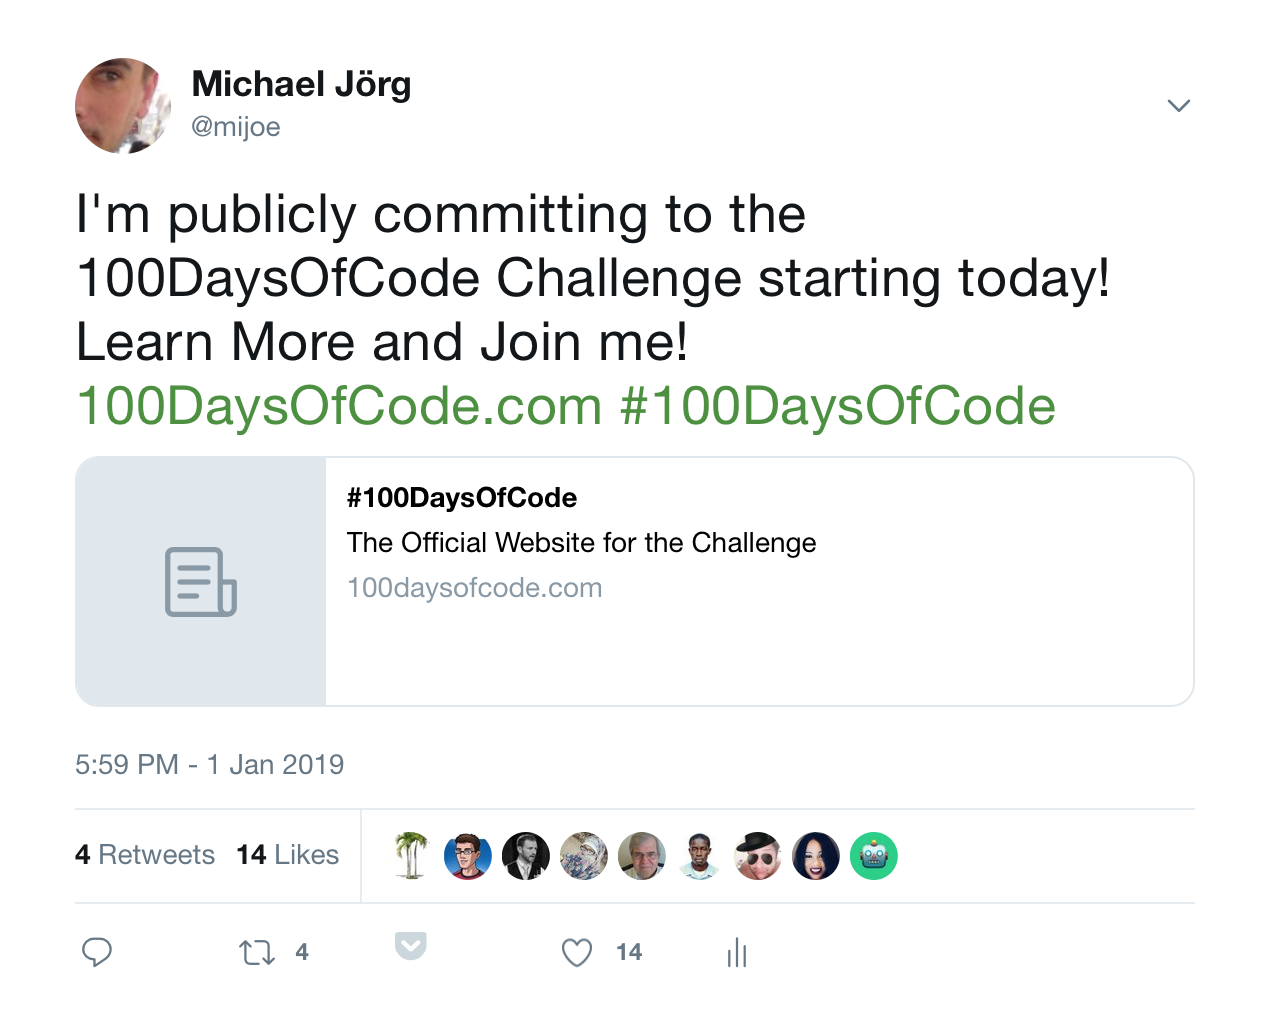 Michael Jörg
@mijoe
I'm publicly committing to the
100DaysOfCode Challenge starting today!
Learn More and Join me!
100DaysOfCode.com #100DaysOfCode
#100DaysOfCode
The Official Website for the Challenge
100daysofcode.com
5:59 PM - 1 Jan 2019
4 Retweets 14 Likes
4 14